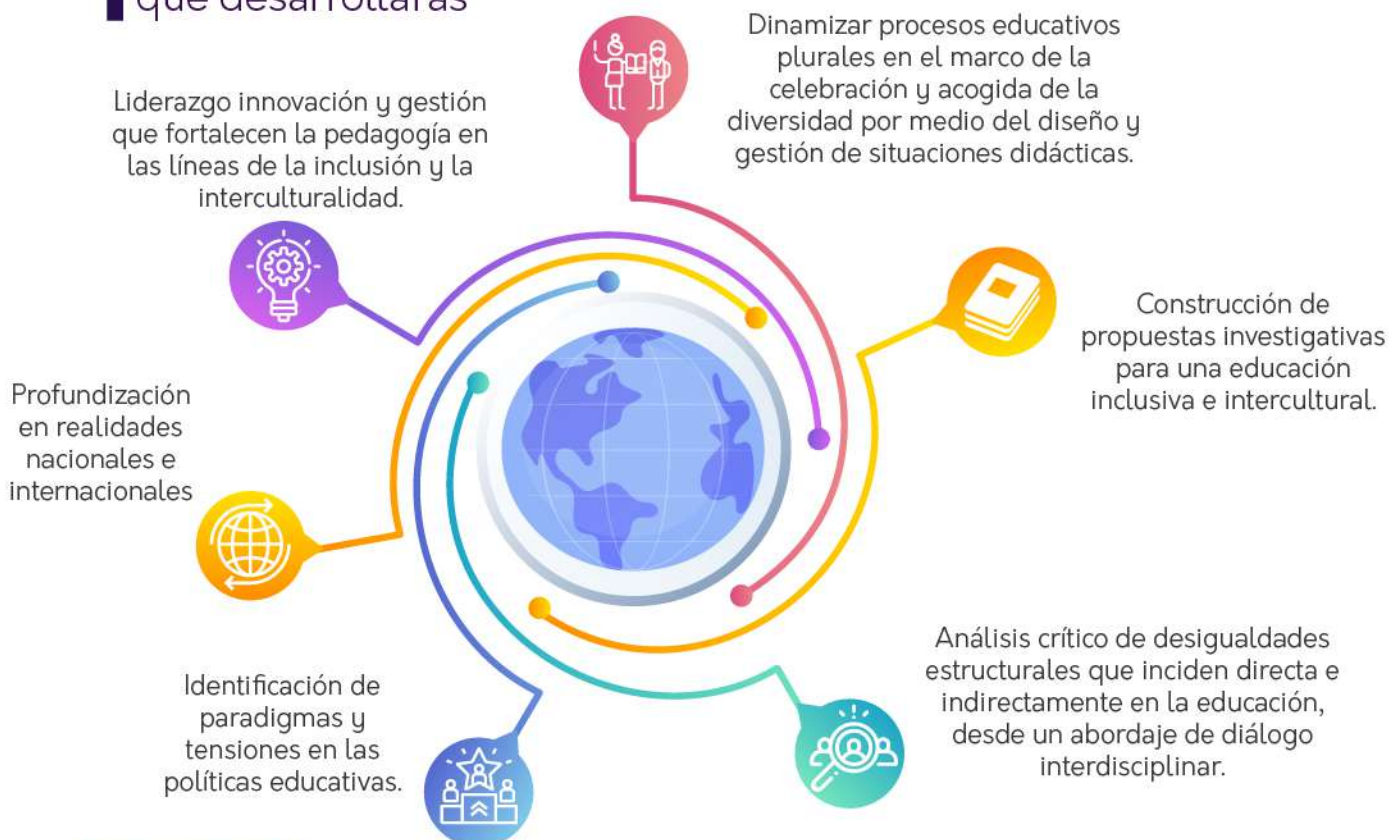 que desarrollarás
Liderazgo innovación y gestión
que fortalecen la pedagogía en
las líneas de la inclusión y la
interculturalidad.
Dinamizar procesos educativos
plurales en el marco de la
celebración y acogida de la
diversidad por medio del diseño y
gestión de situaciones didácticas.
Construcción de
propuestas investigativas
para una educación
inclusiva e intercultural.
Profundización
en realidades
nacionales e
internacionales
Análisis crítico de desigualdades
estructurales que inciden directa e
indirectamente en la educación,
desde un abordaje de diálogo
interdisciplinar.
Identificación de
paradigmas y
tensiones en las
políticas educativas.